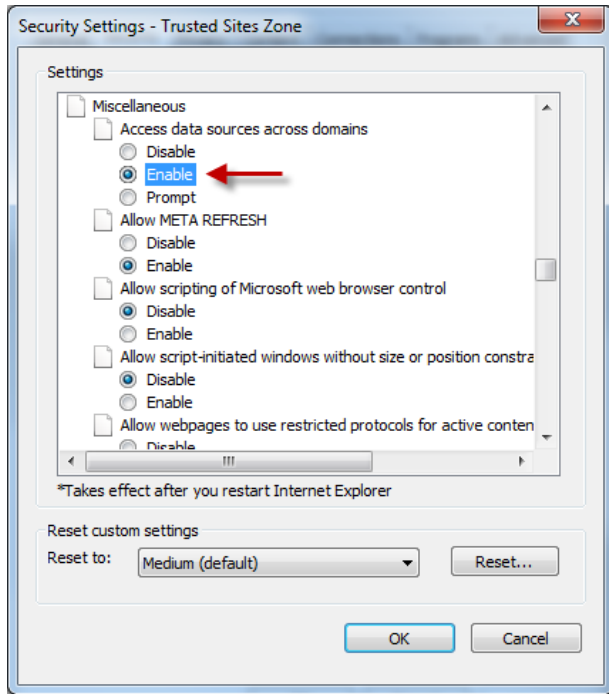 Security Settings - Trusted Sites Zone
Settings
Miscellaneous
Access data sources across domains
Disable
Enable
Prompt
Allow META REFRESH
Disable
Enable
Allow scripting of Microsoft web browser control
Disable
Enable
Allow script-initiated windows without size or position constra
Disable
Enable
Allow webpages to use restricted protocols for active conten
Disable
*Takes effect after you restart Internet Explorer
Reset custom settings
Reset to:
Medium (default)
Reset...
OK
Cancel